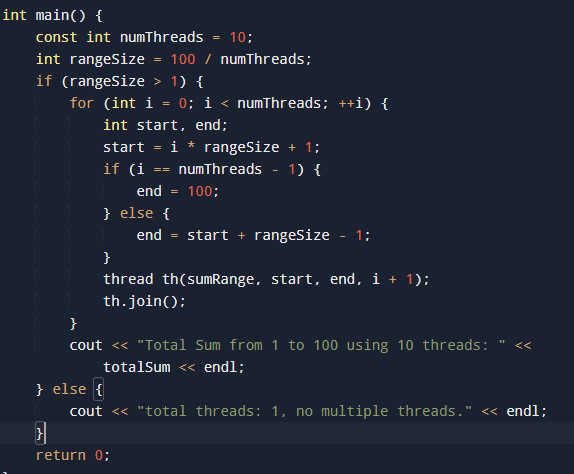 int main() {
    const int numThreads = 10;
    int rangeSize = 100 / numThreads;
    if (rangeSize > 1) {
        for (int i = 0; i < numThreads; ++i) {
            int start, end;
            start = i * rangeSize + 1;
            if (i == numThreads - 1) {
                end = 100;
            } else {
                end = start + rangeSize - 1;
            }
            thread th(sumRange, start, end, i + 1);
            th.join();
        }
        cout << "Total Sum from 1 to 100 using 10 threads: " <<
            totalSum << endl;
    } else {
        cout << "total threads: 1, no multiple threads." << endl;
    }
    return 0;
}